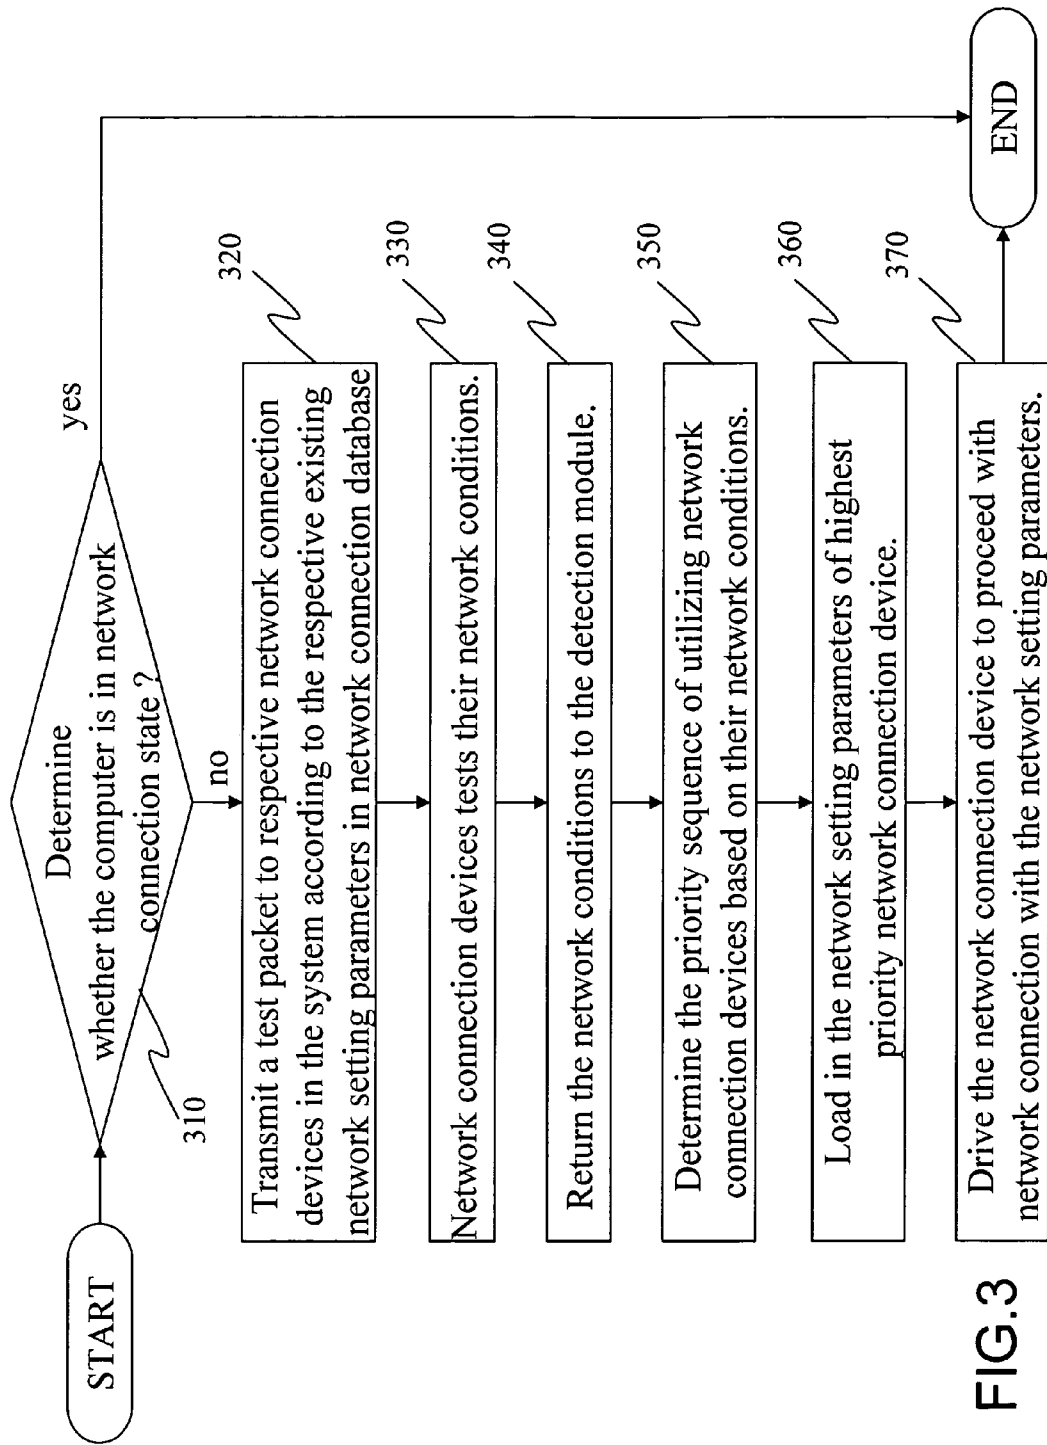 START
Determine
whether the computer is in network
connection state ?
310
yes
no
Transmit a test packet to respective network connection
devices in the system according to the respective existing
network setting parameters in network connection database
320
Network connection devices tests their network conditions.
330
Return the network conditions to the detection module.
340
Determine the priority sequence of utilizing network
connection devices based on their network conditions.
350
Load in the network setting parameters of highest
priority network connection device.
360
Drive the network connection device to proceed with
network connection with the network setting parameters.
370
END
FIG.3